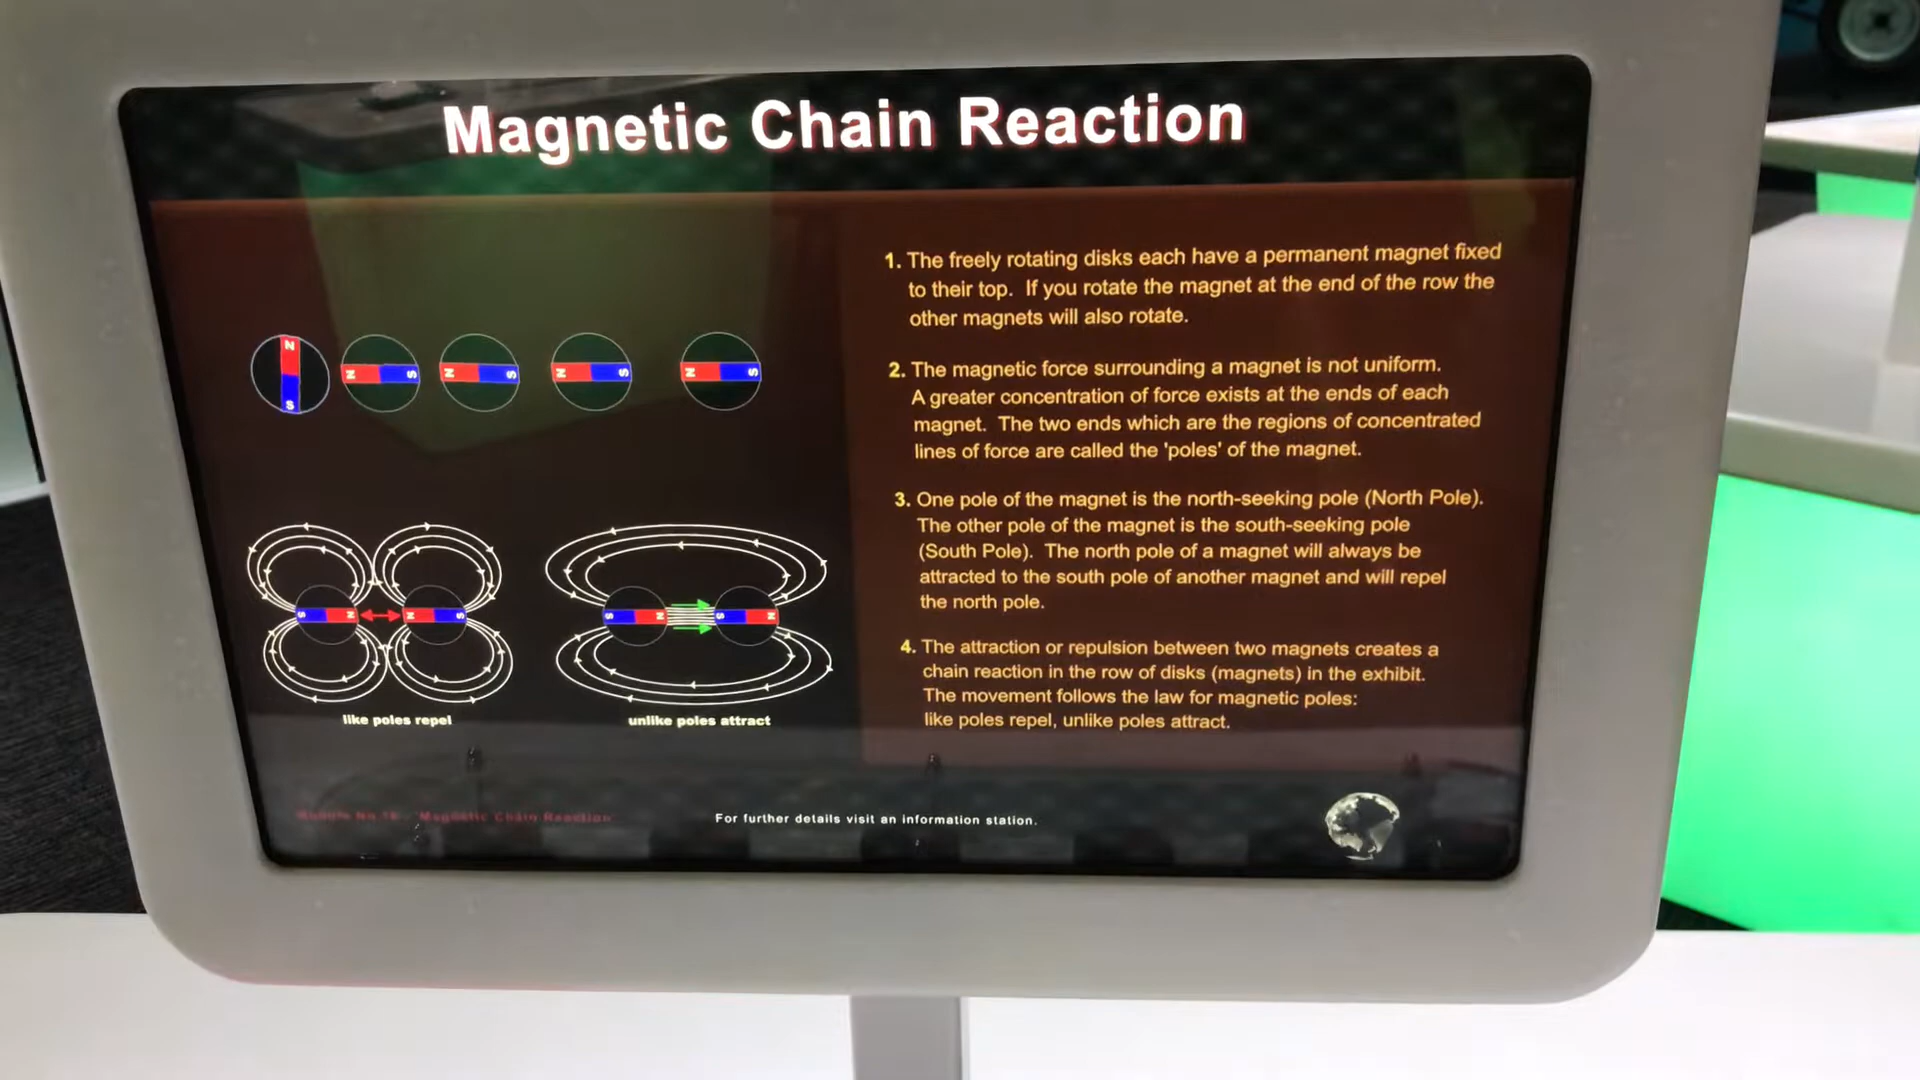 Magnetic Chain Reaction
1. The freely rotating disks each have a permanent magnet fixed
to their top. If you rotate the magnet at the end of the row the
other magnets will also rotate.
N
S
N S
N S
N S
N S
2. The magnetic force surrounding a magnet is not uniform.
A greater concentration of force exists at the ends of each
magnet. The two ends which are the regions of concentrated
lines of force are called the 'poles' of the magnet.
3. One pole of the magnet is the north-seeking pole (North Pole).
The other pole of the magnet is the south-seeking pole
(South Pole). The north pole of a magnet will always be
attracted to the south pole of another magnet and will repel
the north pole.
4. The attraction or repulsion between two magnets creates a
chain reaction in the row of disks (magnets) in the exhibit.
The movement follows the law for magnetic poles:
like poles repel, unlike poles attract.
S N N S
S N S N
like poles repel
unlike poles attract
Magnetic Chain Reaction
For further details visit an information station.